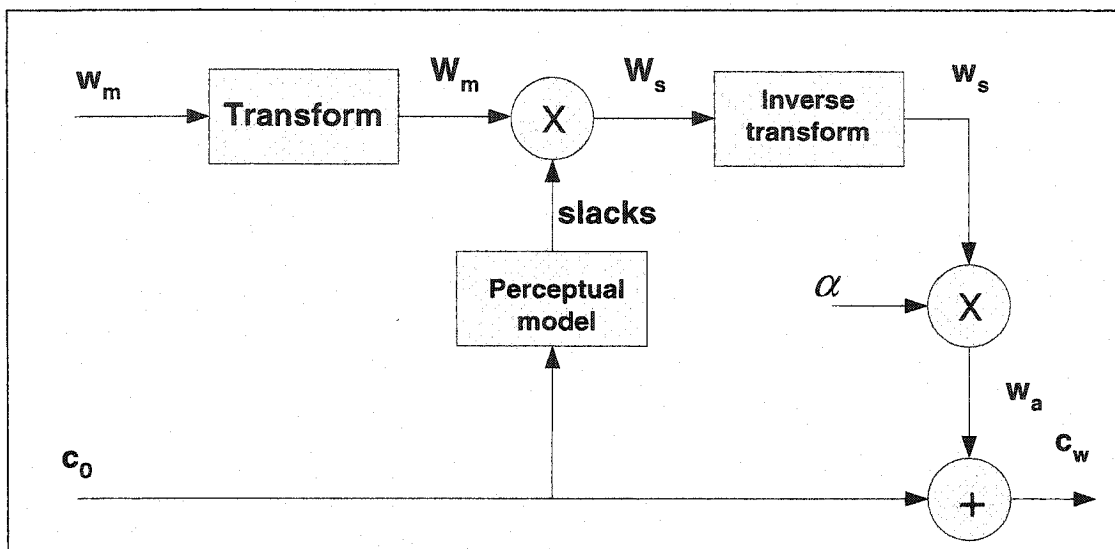 w_m
Transform
W_m
X
W_s
Inverse
transform
w_s
slacks
Perceptual
model
α
X
w_a
c_0
+
c_w